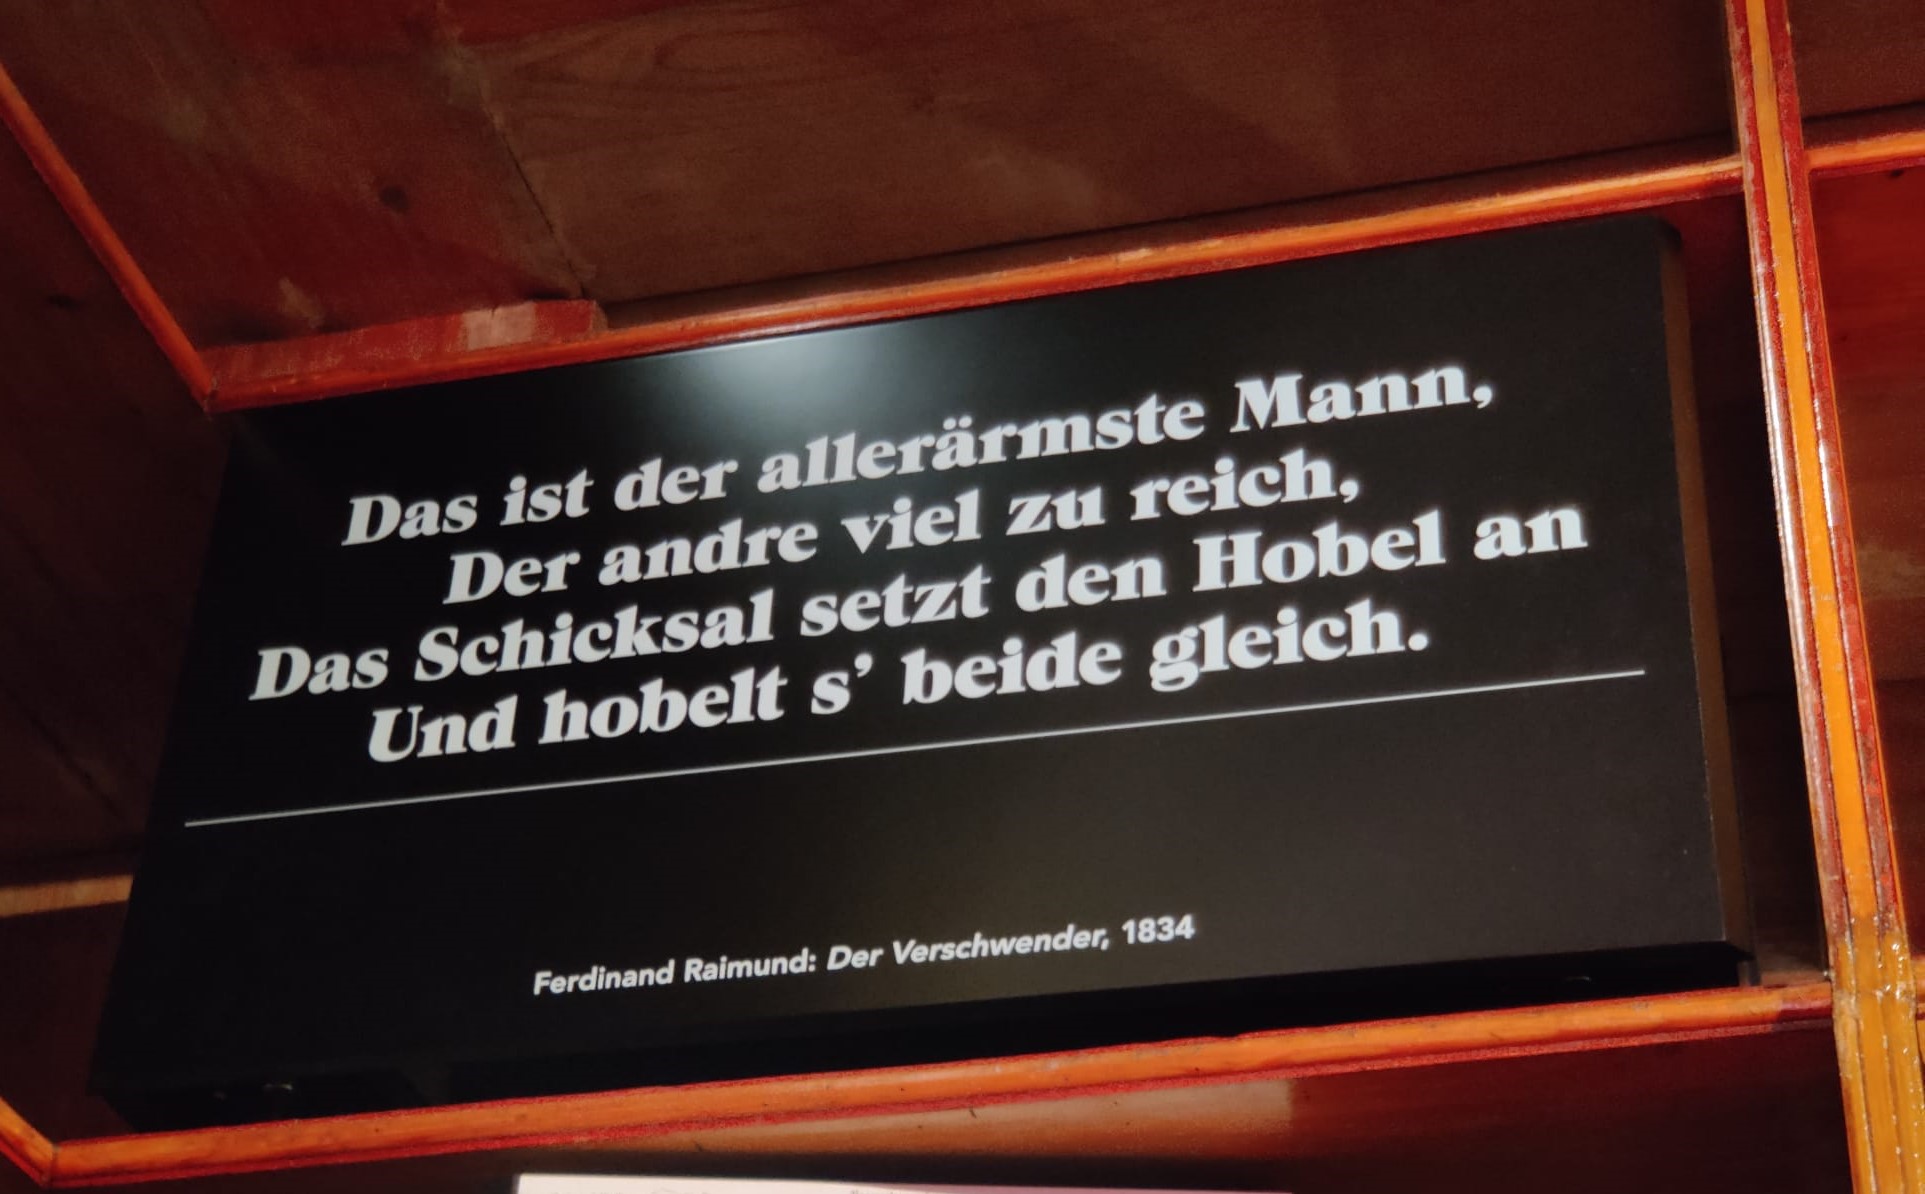 Das ist der allerärmste Mann,
Der andre viel zu reich,
Das Schicksal setzt den Hobel an
Und hobelt s’ beide gleich.
Ferdinand Raimund: Der Verschwender, 1834